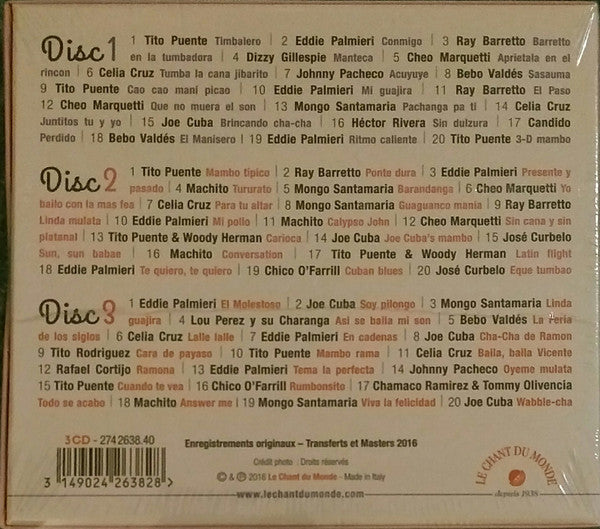 Disc 1
1 Tito Puente Timbalero | 2 Eddie Palmieri Conmigo | 3 Ray Barretto Barretto
en la tumbadora | 4 Dizzy Gillespie Manteca | 5 Cheo Marquetti Aprietala en el
rincon | 6 Celia Cruz Tumba la cana jibarito | 7 Johnny Pacheco Acuyuye | 8 Bebo Valdés Sasauma
9 Tito Puente Cao cao maní picao | 10 Eddie Palmieri Mi guajira | 11 Ray Barretto El Paso
12 Cheo Marquetti Que no muera el son | 13 Mongo Santamaria Pachanga pa ti | 14 Celia Cruz
Juntitos tu y yo | 15 Joe Cuba Brincando cha-cha | 16 Héctor Rivera Sin dulzura | 17 Candido
Perdido | 18 Bebo Valdés El Manisero | 19 Eddie Palmieri Ritmo caliente | 20 Tito Puente 3-D mambo
Disc 2
1 Tito Puente Mambo típico | 2 Ray Barretto Ponte dura | 3 Eddie Palmieri Presente y
pasado | 4 Machito Tururato | 5 Mongo Santamaria Barandanga | 6 Cheo Marquetti Yo
bailo con la mas fea | 7 Celia Cruz Para tu altar | 8 Mongo Santamaria Guaguanco mania | 9 Ray Barretto
Linda mulata | 10 Eddie Palmieri Mi pollo | 11 Machito Calypso John | 12 Cheo Marquetti Sin cana y sin
platanal | 13 Tito Puente & Woody Herman Carioca | 14 Joe Cuba Joe Cuba's mambo | 15 José Curbelo
Sun, sun babae | 16 Machito Conversation | 17 Tito Puente & Woody Herman Latin flight
18 Eddie Palmieri Te quiero, te quiero | 19 Chico O'Farrill Cuban blues | 20 José Curbelo Eque tumbao
Disc 3
1 Eddie Palmieri El Molestoso | 2 Joe Cuba Soy pilongo | 3 Mongo Santamaria Linda
guajira | 4 Lou Perez y su Charanga Asi se baila mi son | 5 Bebo Valdés La Feria
de los siglos | 6 Celia Cruz Lalle lalle | 7 Eddie Palmieri En cadenas | 8 Joe Cuba Cha-Cha de Ramon
9 Tito Rodriguez Cara de payaso | 10 Tito Puente Mambo rama | 11 Celia Cruz Baila, baila Vicente
12 Rafael Cortijo Ramona | 13 Eddie Palmieri Tema la perfecta | 14 Johnny Pacheco Oyeme mulata
15 Tito Puente Cuando te vea | 16 Chico O'Farrill Rumbonsito | 17 Chamaco Ramirez & Tommy Olivencia
Todo se acabo | 18 Machito Answer me | 19 Mongo Santamaria Viva la felicidad | 20 Joe Cuba Wabble-cha
3CD - 274 2638.40
3 149024 263828
Enregistrements originaux – Transferts et Masters 2016
Crédit photo : Droits réservés
© & ℗ 2016 Le Chant du Monde - Made in Italy
www.lechantdumonde.com
LE CHANT DU MONDE
depuis 1938